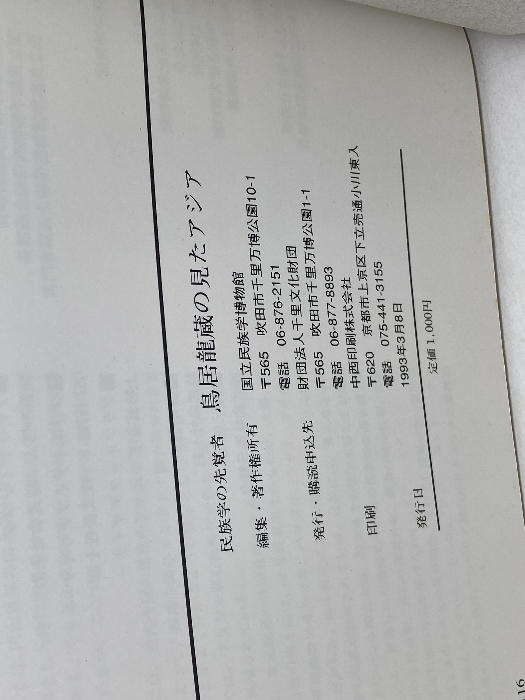 民族学の先覚者 鳥居龍蔵の見たアジア
編集・著作権所有 国立民族学博物館
〒565 吹田市千里万博公園10-1
電話 06-876-2151
発行・購読申込先 財団法人千里文化財団
〒565 吹田市千里万博公園1-1
電話 06-877-8893
印刷 中西印刷株式会社
〒620 京都市上京区下立売通小川東入
電話 075-441-3155
発行日 1993年3月8日
定価1,000円
16